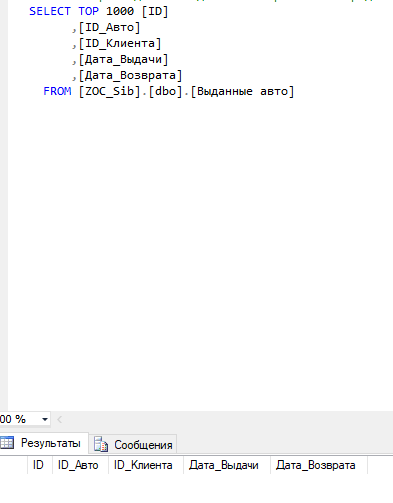 SELECT TOP 1000 [ID]
,[ID_Авто]
,[ID_Клиента]
,[Дата_Выдачи]
,[Дата_Возврата]
FROM [ZOC_Sib].[dbo].[Выданные авто]
00 %
Результаты Сообщения
ID ID_Авто ID_Клиента Дата_Выдачи Дата_Возврата